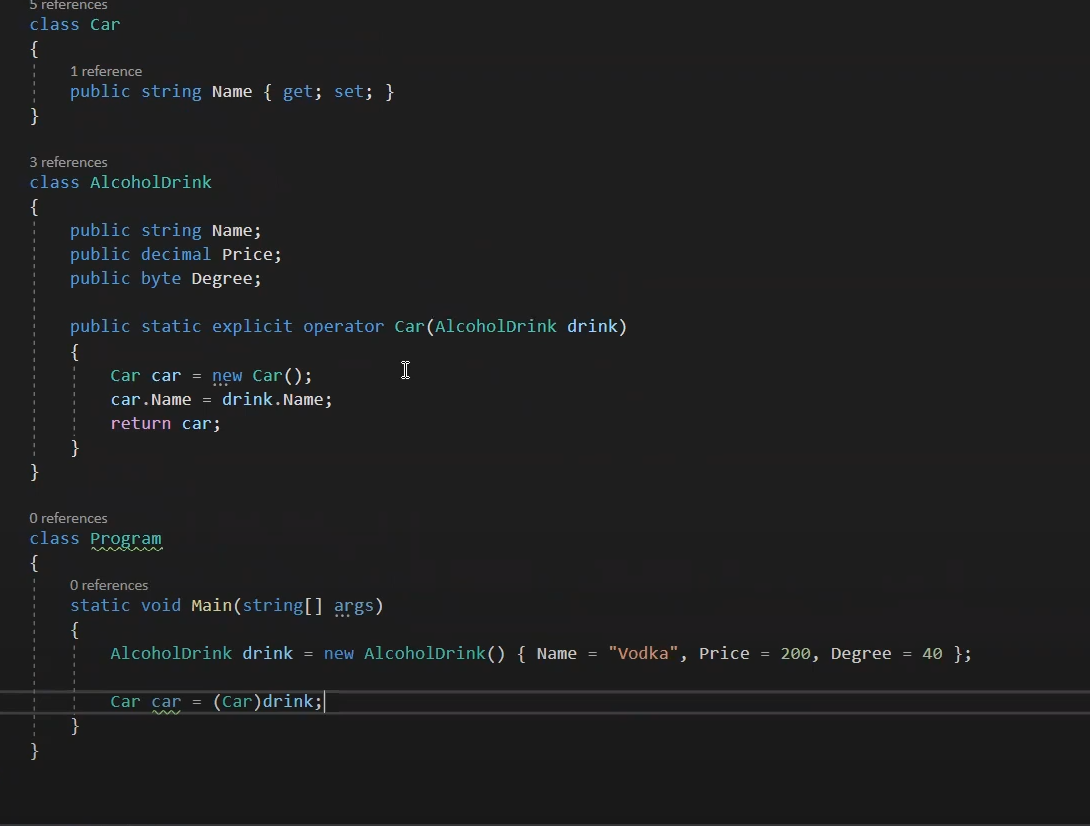 5 references
class Car
{
1 reference
public string Name { get; set; }
}
3 references
class AlcoholDrink
{
public string Name;
public decimal Price;
public byte Degree;
public static explicit operator Car(AlcoholDrink drink)
{
Car car = new Car();
car.Name = drink.Name;
return car;
}
}
0 references
class Program
{
0 references
static void Main(string[] args)
{
AlcoholDrink drink = new AlcoholDrink() { Name = "Vodka", Price = 200, Degree = 40 };
Car car = (Car)drink;
}
}